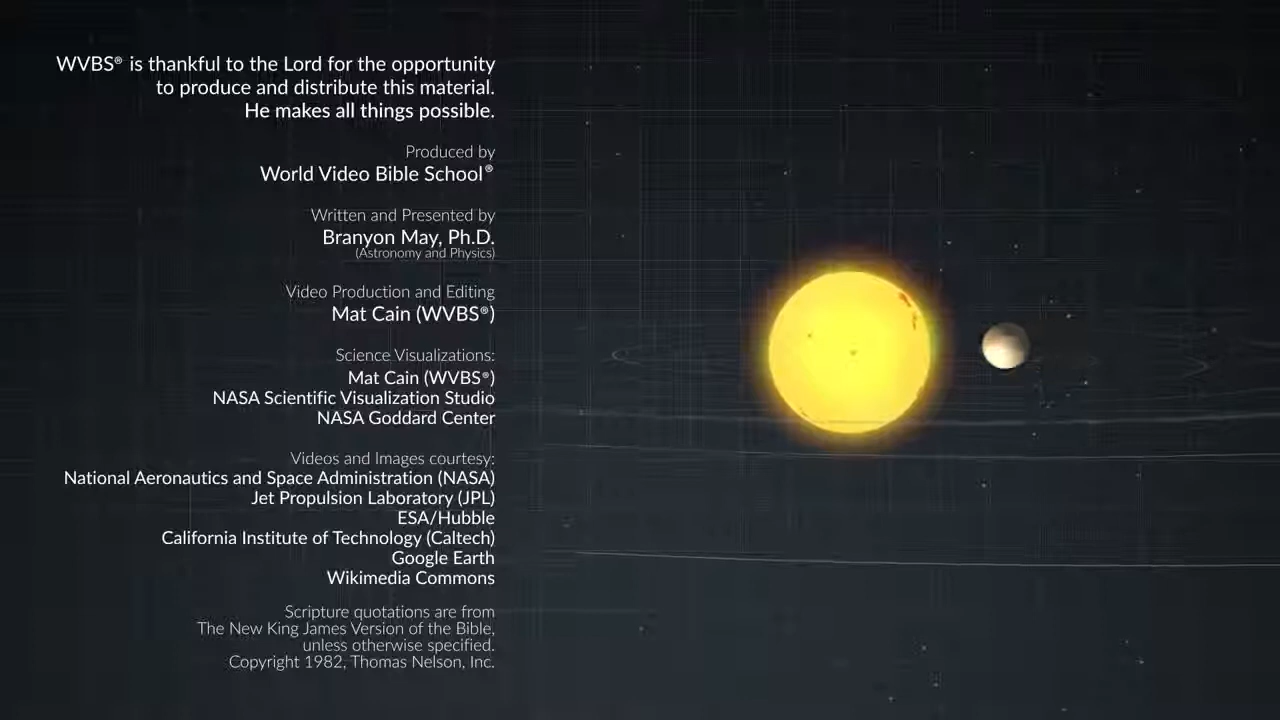 WVBS® is thankful to the Lord for the opportunity
to produce and distribute this material.
He makes all things possible.
Produced by
World Video Bible School®
Written and Presented by
Branyon May, Ph.D.
(Astronomy and Physics)
Video Production and Editing
Mat Cain (WVBS®)
Science Visualizations:
Mat Cain (WVBS®)
NASA Scientific Visualization Studio
NASA Goddard Center
Videos and Images courtesy:
National Aeronautics and Space Administration (NASA)
Jet Propulsion Laboratory (JPL)
ESA/Hubble
California Institute of Technology (Caltech)
Google Earth
Wikimedia Commons
Scripture quotations are from
The New King James Version of the Bible,
unless otherwise specified.
Copyright 1982, Thomas Nelson, Inc.